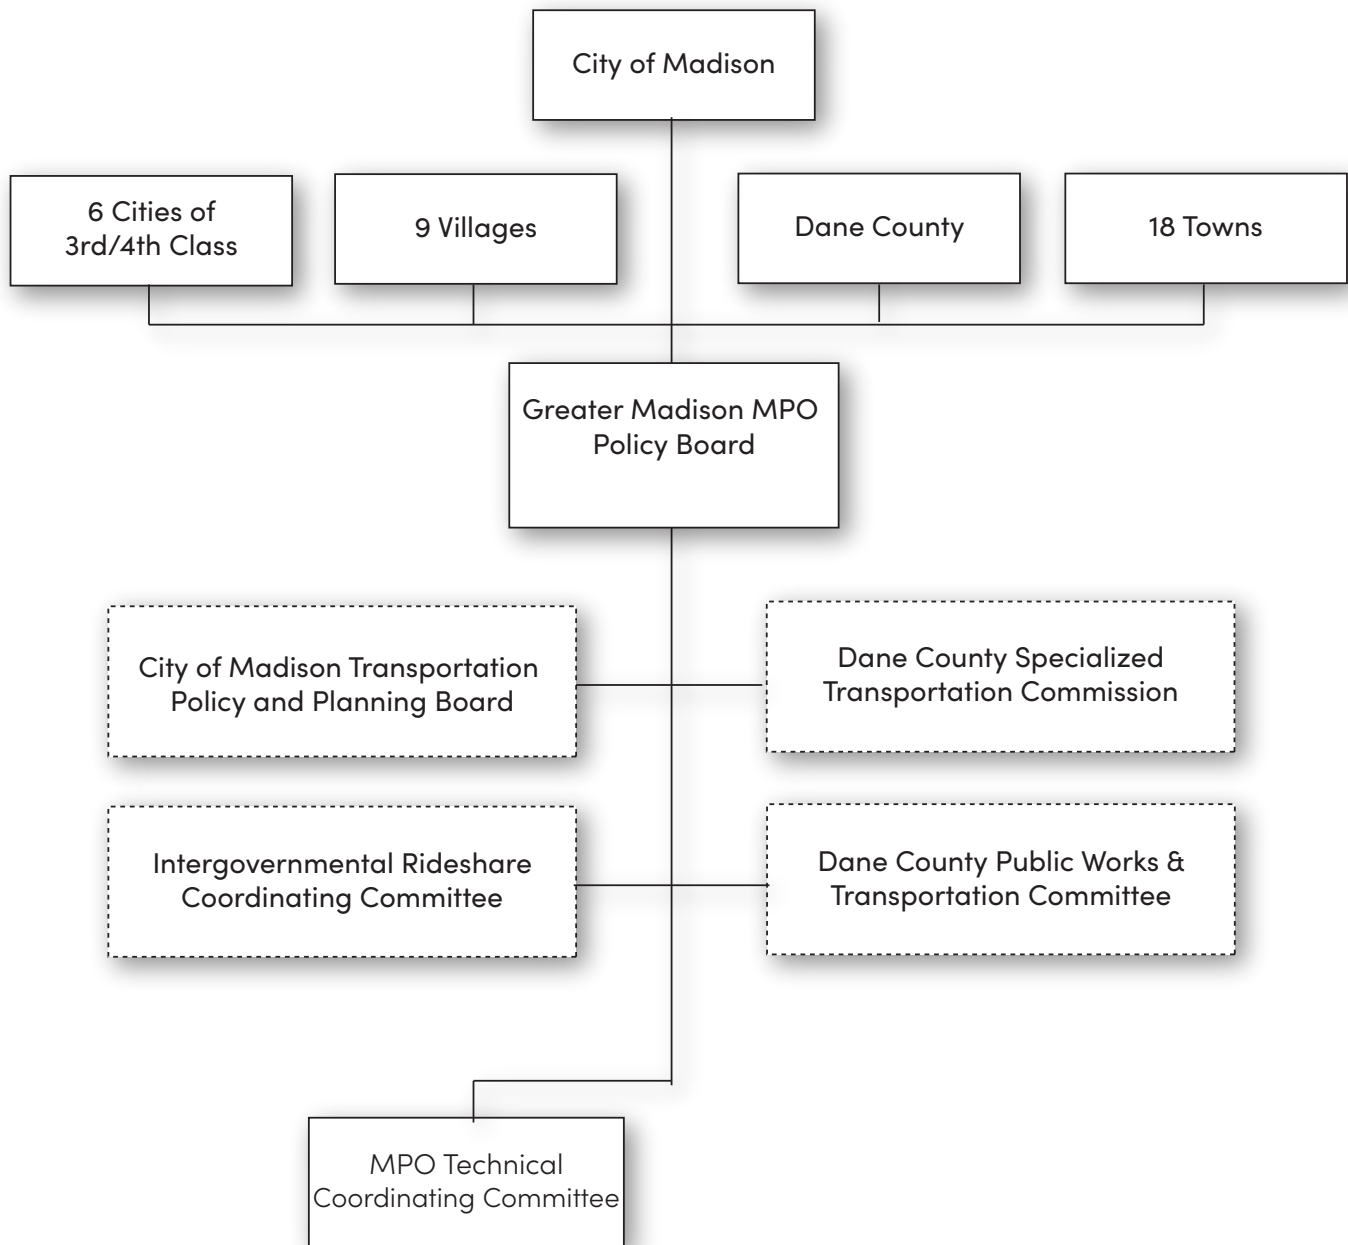 City of Madison
6 Cities of
3rd/4th Class
9 Villages
Dane County
18 Towns
Greater Madison MPO
Policy Board
City of Madison Transportation
Policy and Planning Board
Dane County Specialized
Transportation Commission
Intergovernmental Rideshare
Coordinating Committee
Dane County Public Works &
Transportation Committee
MPO Technical
Coordinating Committee